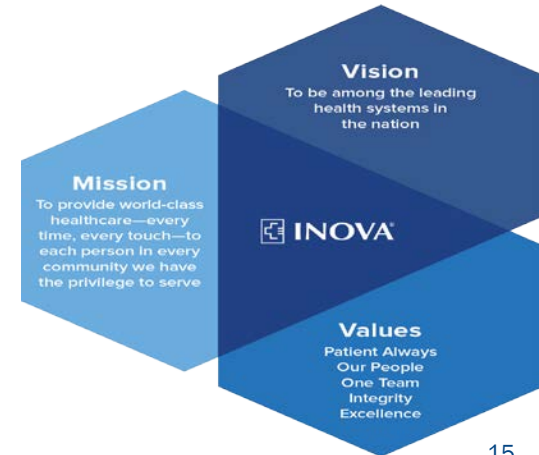 Vision
To be among the leading
health systems in
the nation
Mission
To provide world-class
healthcare—every
time, every touch—to
each person in every
community we have
the privilege to serve
INOVA®
Values
Patient Always
Our People
One Team
Integrity
Excellence
15